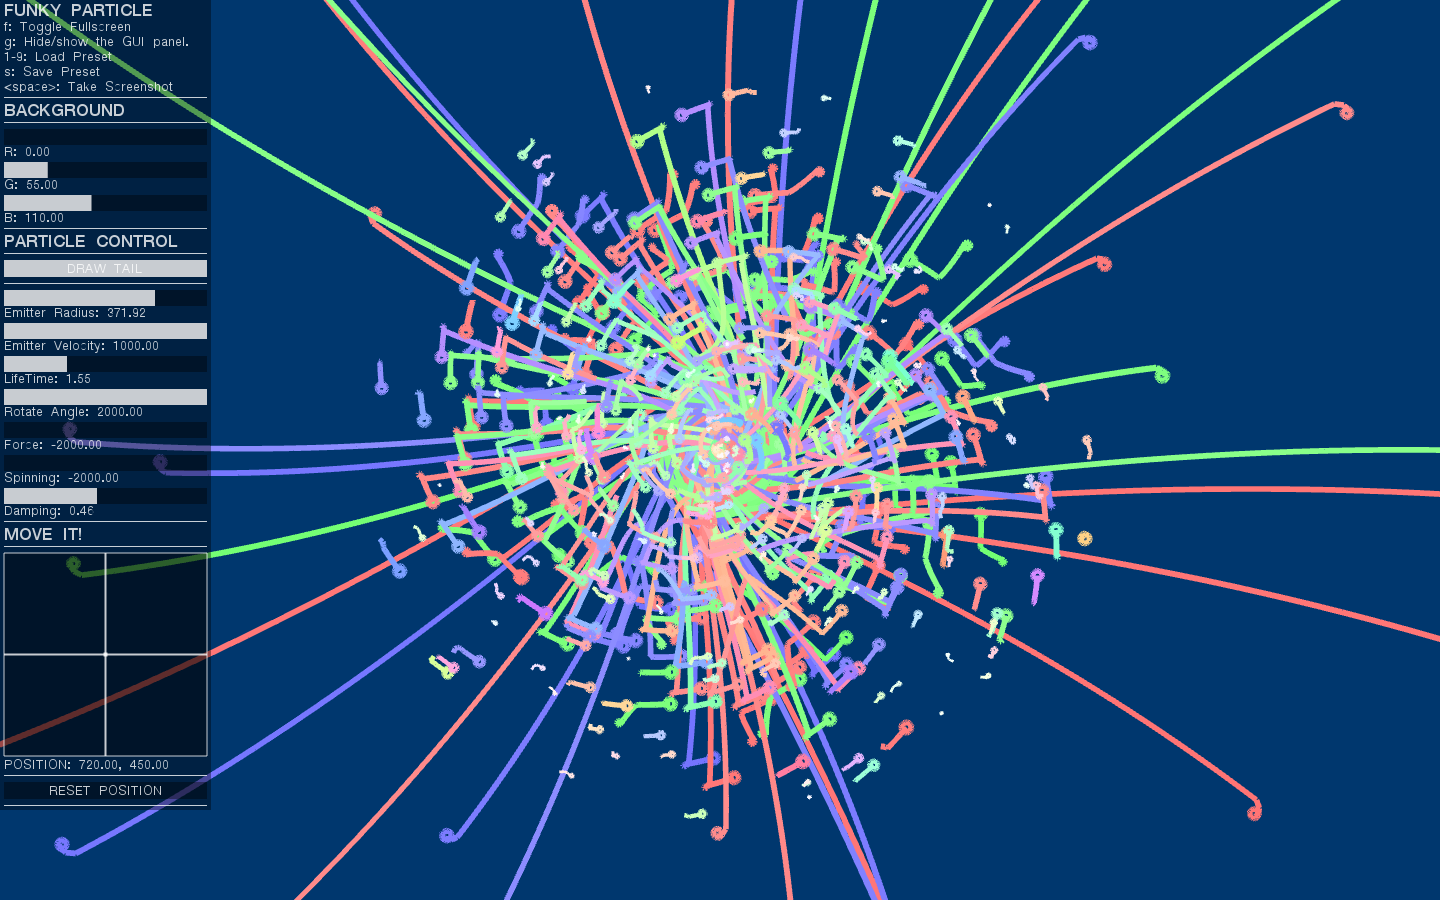 FUNKY PARTICLE
f: Toggle Fullscreen
g: Hide/show the GUI panel.
1-9: Load Preset
s: Save Preset
<space>: Take Screenshot
BACKGROUND
R: 0.00
G: 55.00
B: 110.00
PARTICLE CONTROL
DRAW TAIL
Emitter Radius: 371.92
Emitter Velocity: 1000.00
LifeTime: 1.55
Rotate Angle: 2000.00
Force: -2000.00
Spinning: -2000.00
Damping: 0.46
MOVE IT!
POSITION: 720.00, 450.00
RESET POSITION